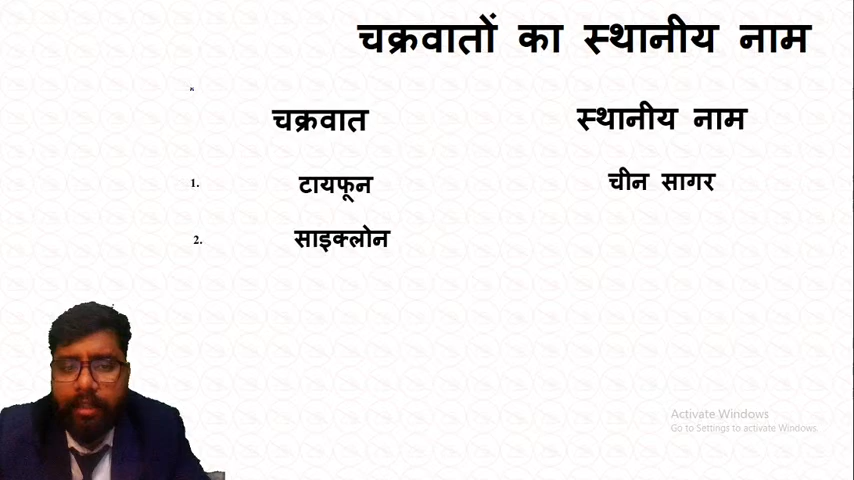 चक्रवातों का स्थानीय नाम
चक्रवात स्थानीय नाम
1. टायफून चीन सागर
2. साइक्लोन
Activate Windows
Go to Settings to activate Windows.